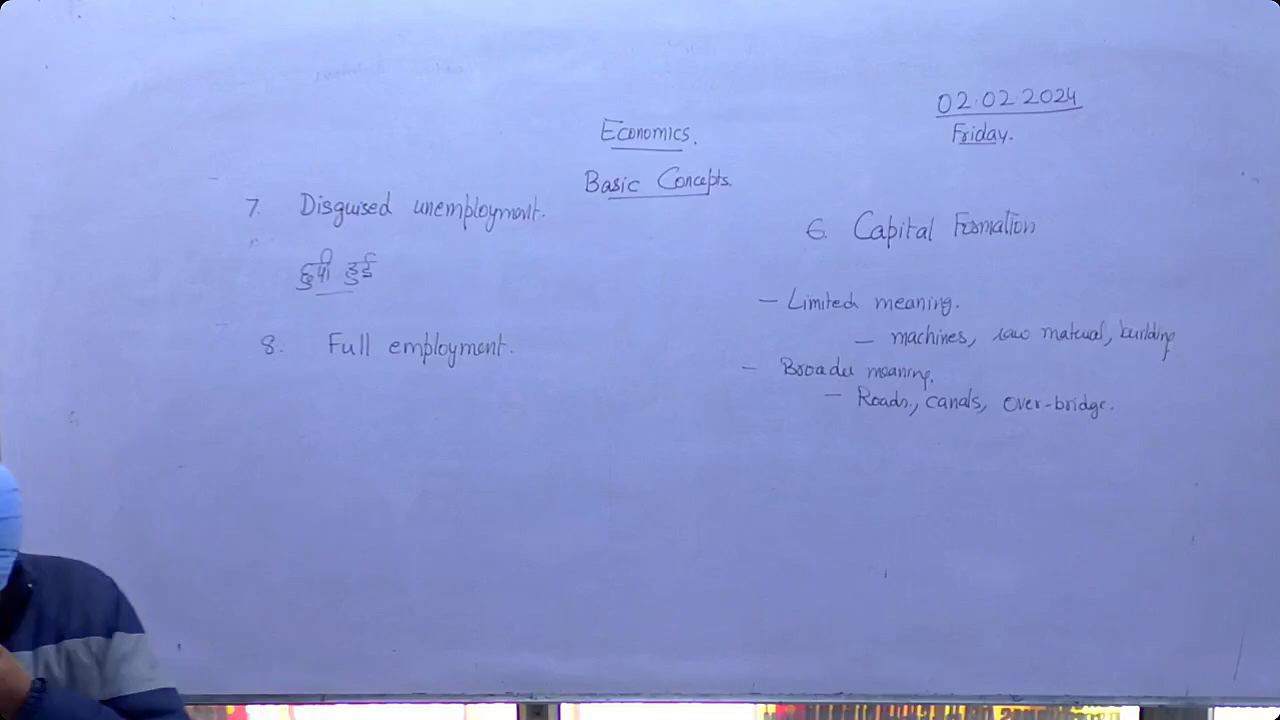 02.02.2024
Friday.
Economics.
Basic Concepts.
6. Capital Formation
- Limited meaning.
- machines, raw material, building
- Broader meaning.
- Roads, canals, over-bridge.
7. Disguised unemployment.
छुपी हुई
8. Full employment.